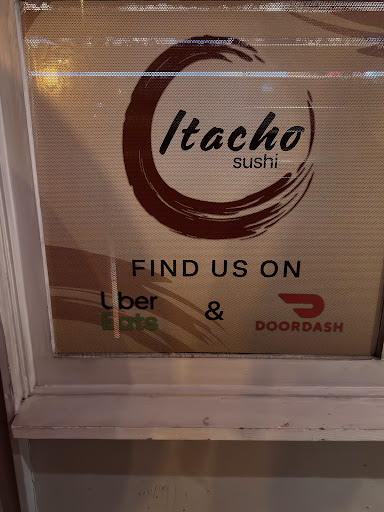 Itacho
sushi
FIND US ON
Uber
Eats
&
DOORDASH